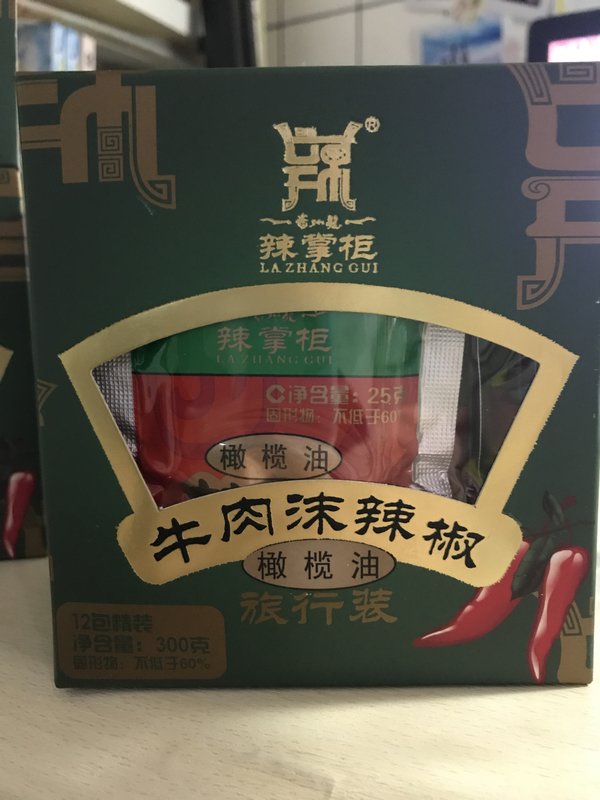 ®
辣掌柜
LA ZHANG GUI
辣掌柜
LA ZHANG GUI
C净含量：25克
固形物：不低于60
橄榄油
牛肉沫辣椒
橄榄油
旅行装
12包精装
净含量：300克
固形物：不低于60%